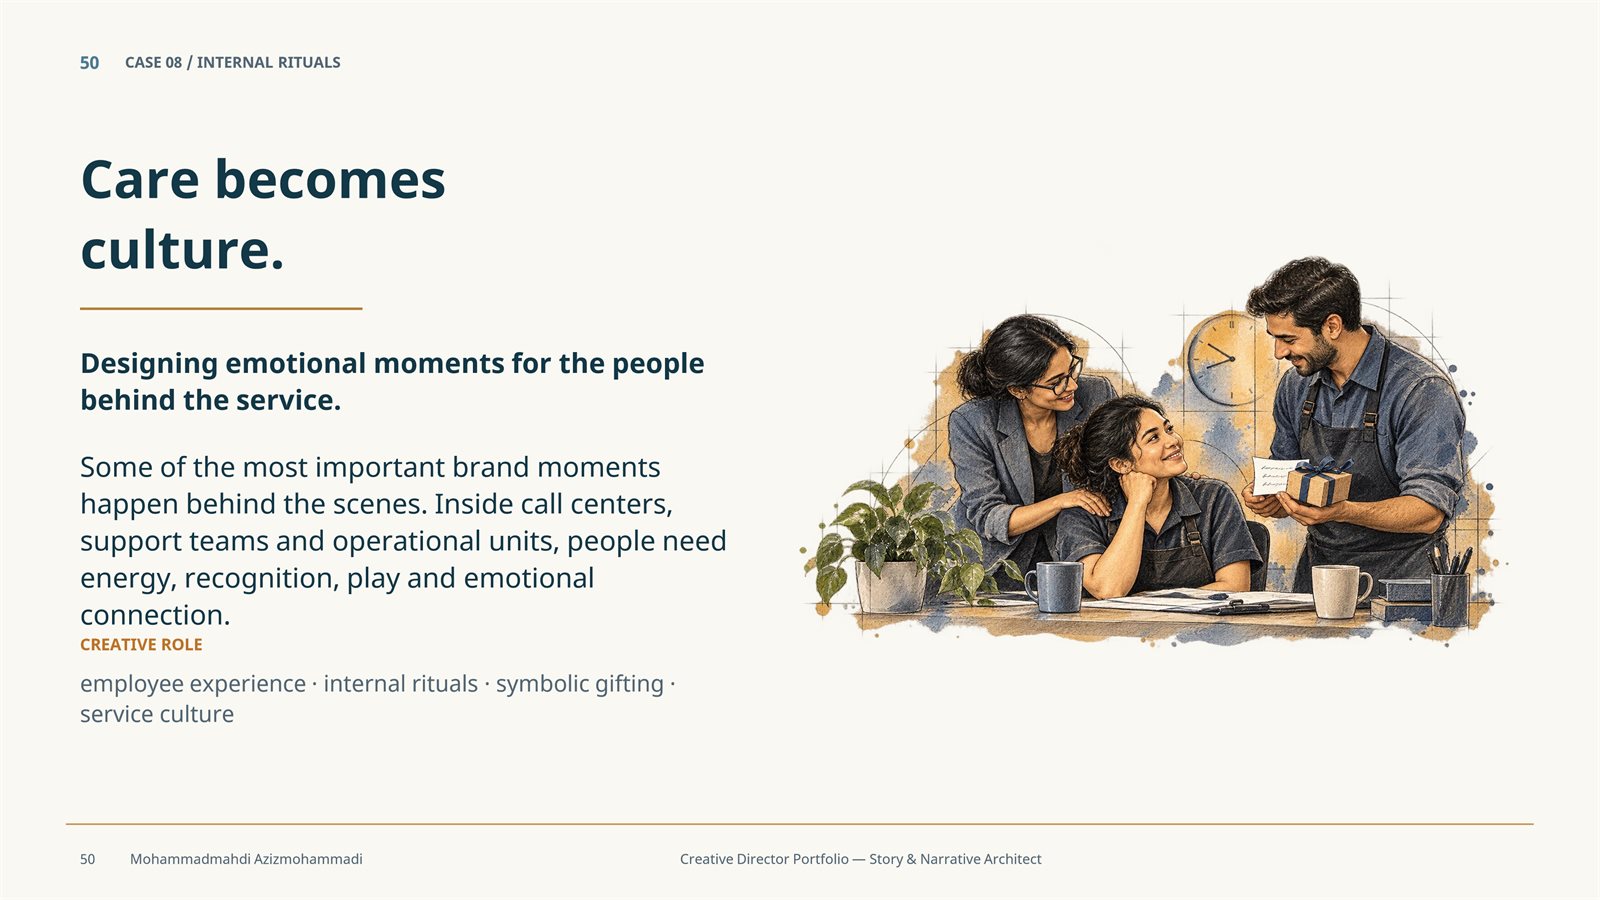 50 CASE 08 / INTERNAL RITUALS
Care becomes
culture.
Designing emotional moments for the people
behind the service.
Some of the most important brand moments
happen behind the scenes. Inside call centers,
support teams and operational units, people need
energy, recognition, play and emotional
connection.
CREATIVE ROLE
employee experience · internal rituals · symbolic gifting ·
service culture
50 Mohammadmahdi Azizmohammadi Creative Director Portfolio — Story & Narrative Architect